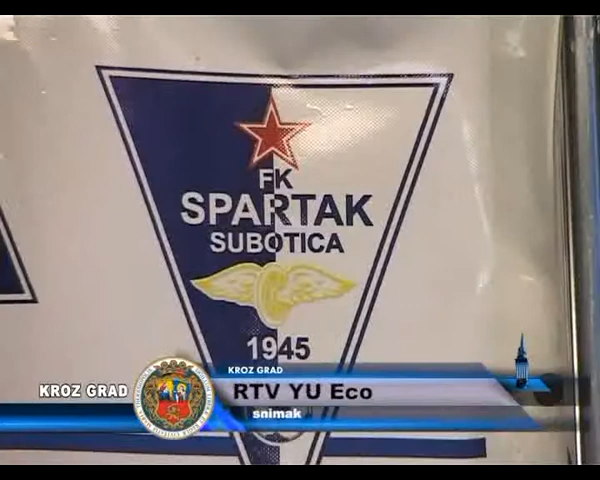 FK
SPARTAK
SUBOTICA
1945
KROZ GRAD
KROZ GRAD
RTV YU Eco
snimak